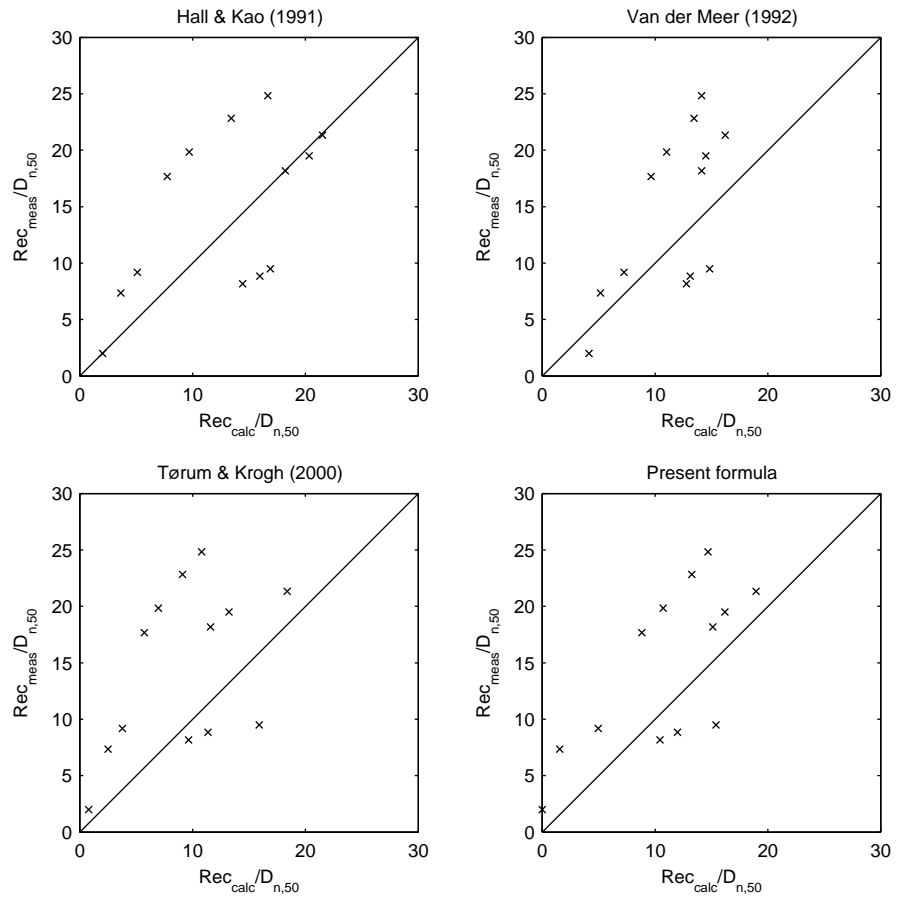 Hall & Kao (1991)
30
25
20
15
10
5
0
0 10 20 30
Rec_meas/D_n,50
Rec_calc/D_n,50
Van der Meer (1992)
30
25
20
15
10
5
0
0 10 20 30
Rec_meas/D_n,50
Rec_calc/D_n,50
Tørum & Krogh (2000)
30
25
20
15
10
5
0
0 10 20 30
Rec_meas/D_n,50
Rec_calc/D_n,50
Present formula
30
25
20
15
10
5
0
0 10 20 30
Rec_meas/D_n,50
Rec_calc/D_n,50